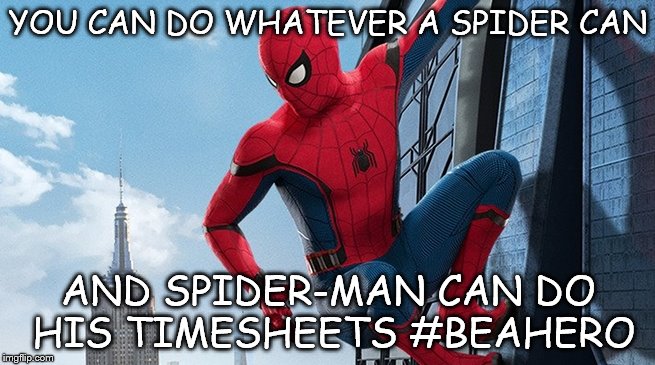 YOU CAN DO WHATEVER A SPIDER CAN
AND SPIDER-MAN CAN DO
HIS TIMESHEETS #BEAHERO
imgflip.com